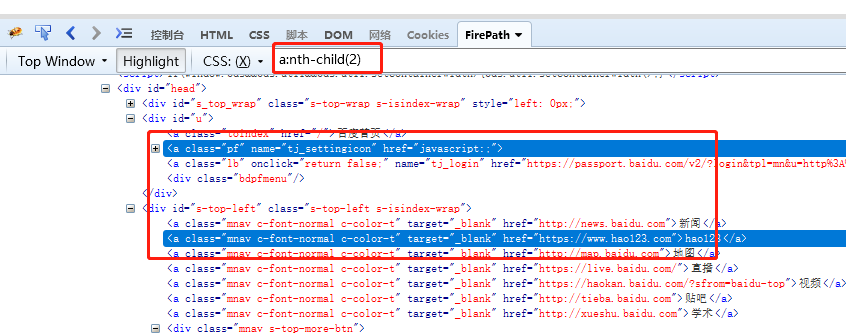 控制台 HTML CSS 脚本 DOM 网络 Cookies FirePath
Top Window Highlight CSS: (X) a:nth-child(2)
<div id="head">
<div id="s_top_wrap" class="s-top-wrap s-isindex-wrap" style="left: 0px;">
<div id="u">
<a class="toindex" href="/">百度首页</a>
<a class="pf" name="tj_settingicon" href="javascript:;">
<a class="lb" onclick="return false;" name="tj_login" href="https://passport.baidu.com/v2/?login&tpl=mn&u=http%3A%
<div class="bdpfmenu"/>
</div>
<div id="s-top-left" class="s-top-left s-isindex-wrap">
<a class="mnav c-font-normal c-color-t" target="_blank" href="http://news.baidu.com">新闻</a>
<a class="mnav c-font-normal c-color-t" target="_blank" href="https://www.hao123.com">hao123</a>
<a class="mnav c-font-normal c-color-t" target="_blank" href="http://map.baidu.com">地图</a>
<a class="mnav c-font-normal c-color-t" target="_blank" href="https://live.baidu.com/">直播</a>
<a class="mnav c-font-normal c-color-t" target="_blank" href="https://haokan.baidu.com/?sfrom=baidu-top">视频</a>
<a class="mnav c-font-normal c-color-t" target="_blank" href="http://tieba.baidu.com">贴吧</a>
<a class="mnav c-font-normal c-color-t" target="_blank" href="http://xueshu.baidu.com">学术</a>
<div class="mnav s-top-more-btn">